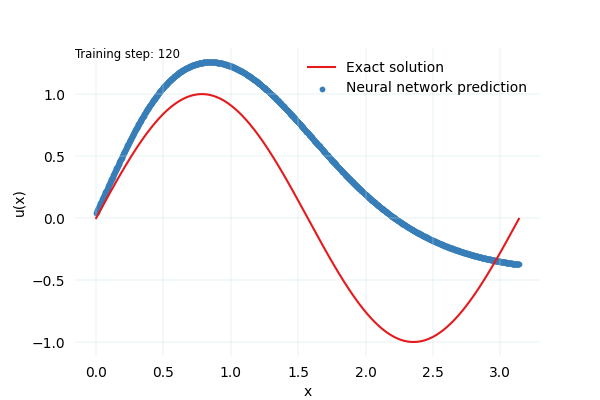 Training step: 120
Exact solution
Neural network prediction
1.0
0.5
0.0
−0.5
−1.0
u(x)
0.0 0.5 1.0 1.5 2.0 2.5 3.0
x